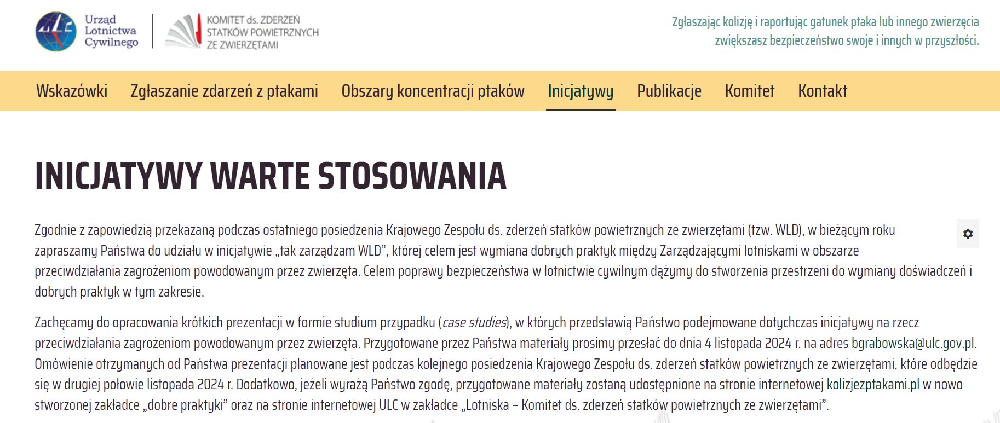 ULC
Urząd
Lotnictwa
Cywilnego
KOMITET ds. ZDERZEŃ
STATKÓW POWIETRZNYCH
ZE ZWIERZĘTAMI
Zgłaszając kolizję i raportując gatunek ptaka lub innego zwierzęcia
zwiększasz bezpieczeństwo swoje i innych w przyszłości.
Wskazówki Zgłaszanie zdarzeń z ptakami Obszary koncentracji ptaków Inicjatywy Publikacje Komitet Kontakt
INICJATYWY WARTE STOSOWANIA
Zgodnie z zapowiedzią przekazaną podczas ostatniego posiedzenia Krajowego Zespołu ds. zderzeń statków powietrznych ze zwierzętami (tzw. WLD), w bieżącym roku
zapraszamy Państwa do udziału w inicjatywie „tak zarządzam WLD”, której celem jest wymiana dobrych praktyk między Zarządzającymi lotniskami w obszarze
przeciwdziałania zagrożeniom powodowanym przez zwierzęta. Celem poprawy bezpieczeństwa w lotnictwie cywilnym dążymy do stworzenia przestrzeni do wymiany doświadczeń i
dobrych praktyk w tym zakresie.
Zachęcamy do opracowania krótkich prezentacji w formie studium przypadku (case studies), w których przedstawią Państwo podejmowane dotychczas inicjatywy na rzecz
przeciwdziałania zagrożeniom powodowanym przez zwierzęta. Przygotowane przez Państwa materiały prosimy przesłać do dnia 4 listopada 2024 r. na adres bgrabowska@ulc.gov.pl.
Omówienie otrzymanych od Państwa prezentacji planowane jest podczas kolejnego posiedzenia Krajowego Zespołu ds. zderzeń statków powietrznych ze zwierzętami, które odbędzie
się w drugiej połowie listopada 2024 r. Dodatkowo, jeżeli wyrażą Państwo zgodę, przygotowane materiały zostaną udostępnione na stronie internetowej kolizjezptakami.pl w nowo
stworzonej zakładce „dobre praktyki” oraz na stronie internetowej ULC w zakładce „Lotniska – Komitet ds. zderzeń statków powietrznych ze zwierzętami”.